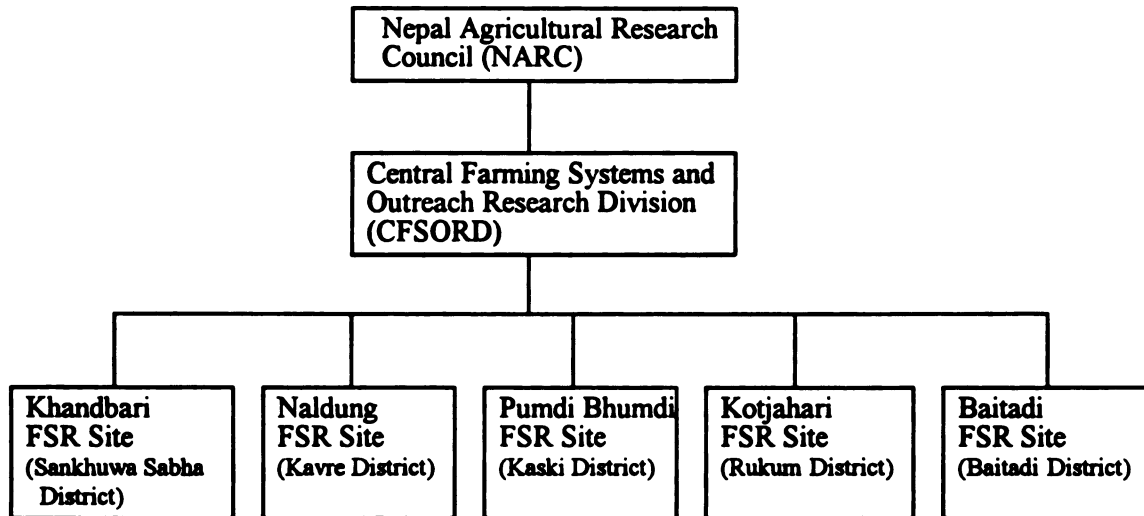 Nepal Agricultural Research
Council (NARC)
Central Farming Systems and
Outreach Research Division
(CFSORD)
Khandbari
FSR Site
(Sankhuwa Sabha
District)
Naldung
FSR Site
(Kavre District)
Pumdi Bhumdi
FSR Site
(Kaski District)
Kotjahari
FSR Site
(Rukum District)
Baitadi
FSR Site
(Baitadi District)